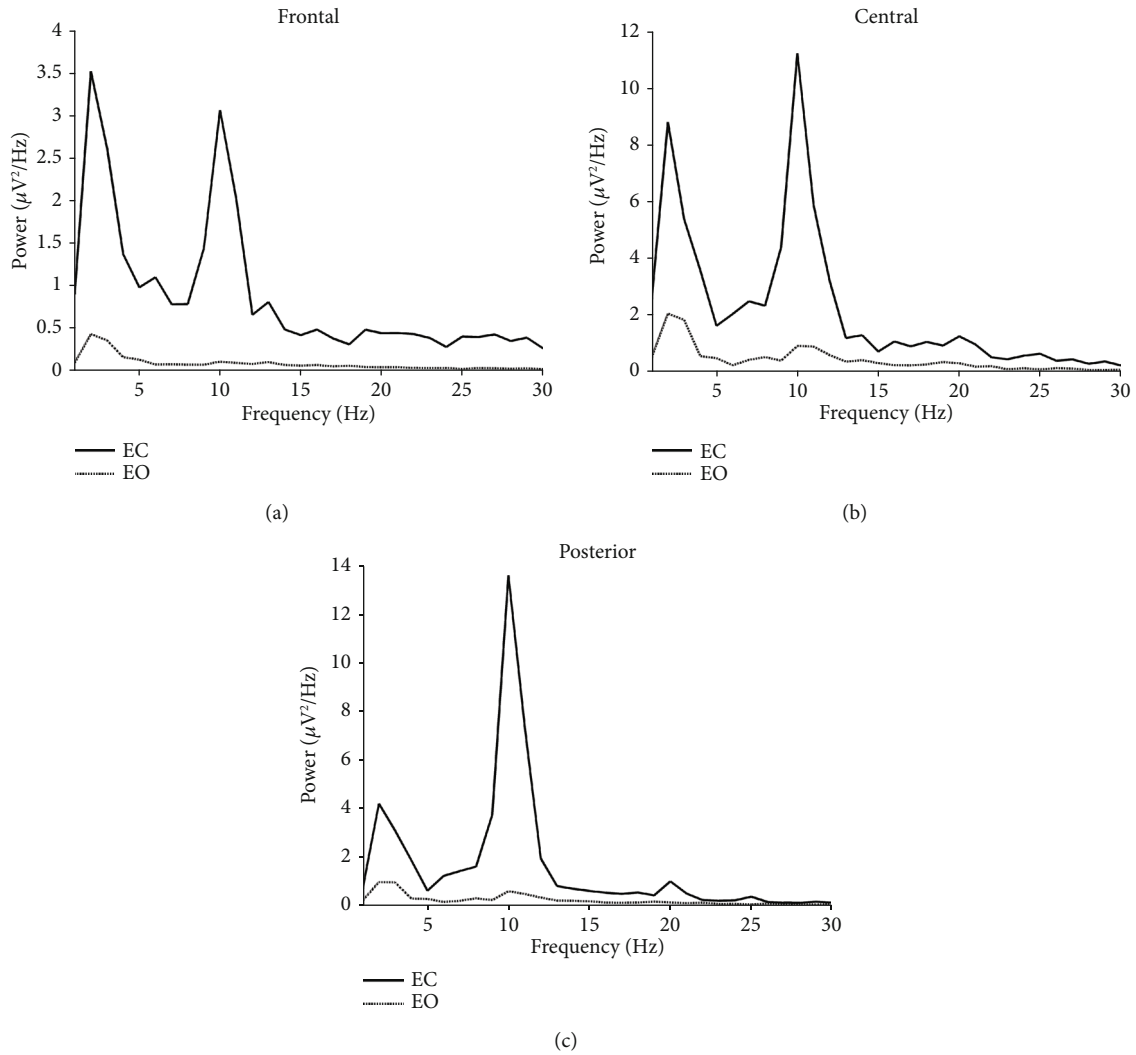 Frontal
Power (μV²/Hz)
4
3.5
3
2.5
2
1.5
1
0.5
0
5 10 15 20 25 30
Frequency (Hz)
EC
EO
(a)
Central
Power (μV²/Hz)
12
10
8
6
4
2
0
5 10 15 20 25 30
Frequency (Hz)
EC
EO
(b)
Posterior
Power (μV²/Hz)
14
12
10
8
6
4
2
0
5 10 15 20 25 30
Frequency (Hz)
EC
EO
(c)